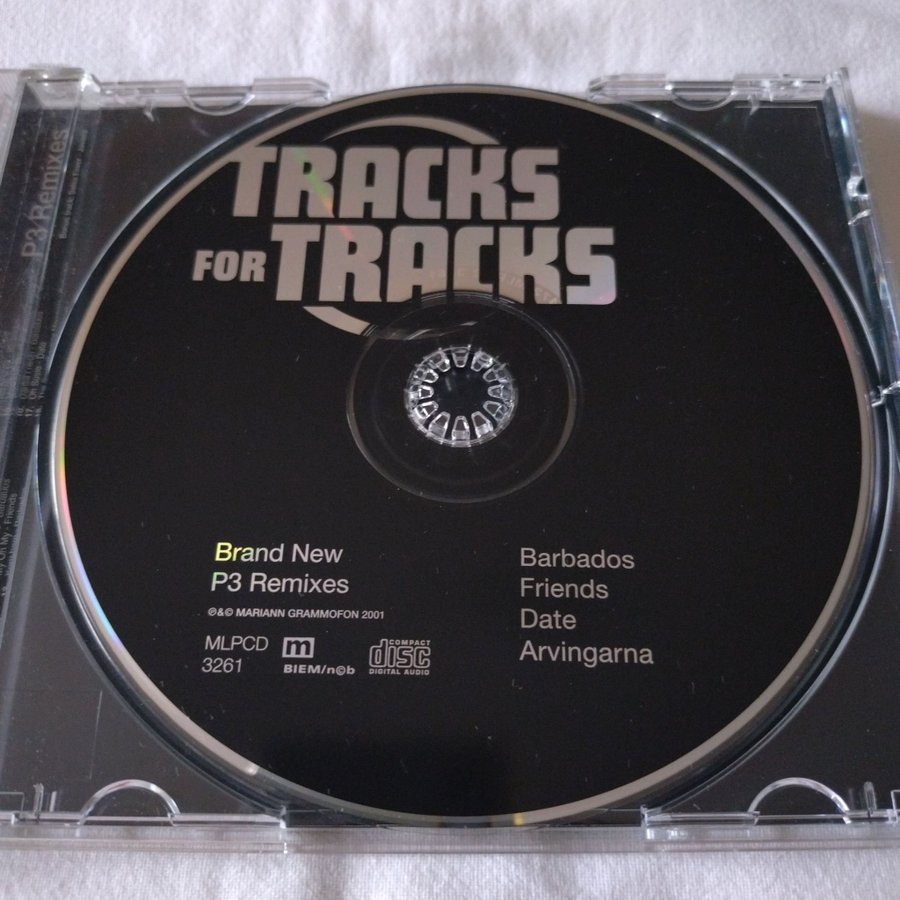 TRACKS
FOR TRACKS
Brand New
P3 Remixes
℗&© MARIANN GRAMMOFON 2001
MLPCD
3261
m
BIEM/n©b
COMPACT
disc
DIGITAL AUDIO
Barbados
Friends
Date
Arvingarna
P3 Remixes